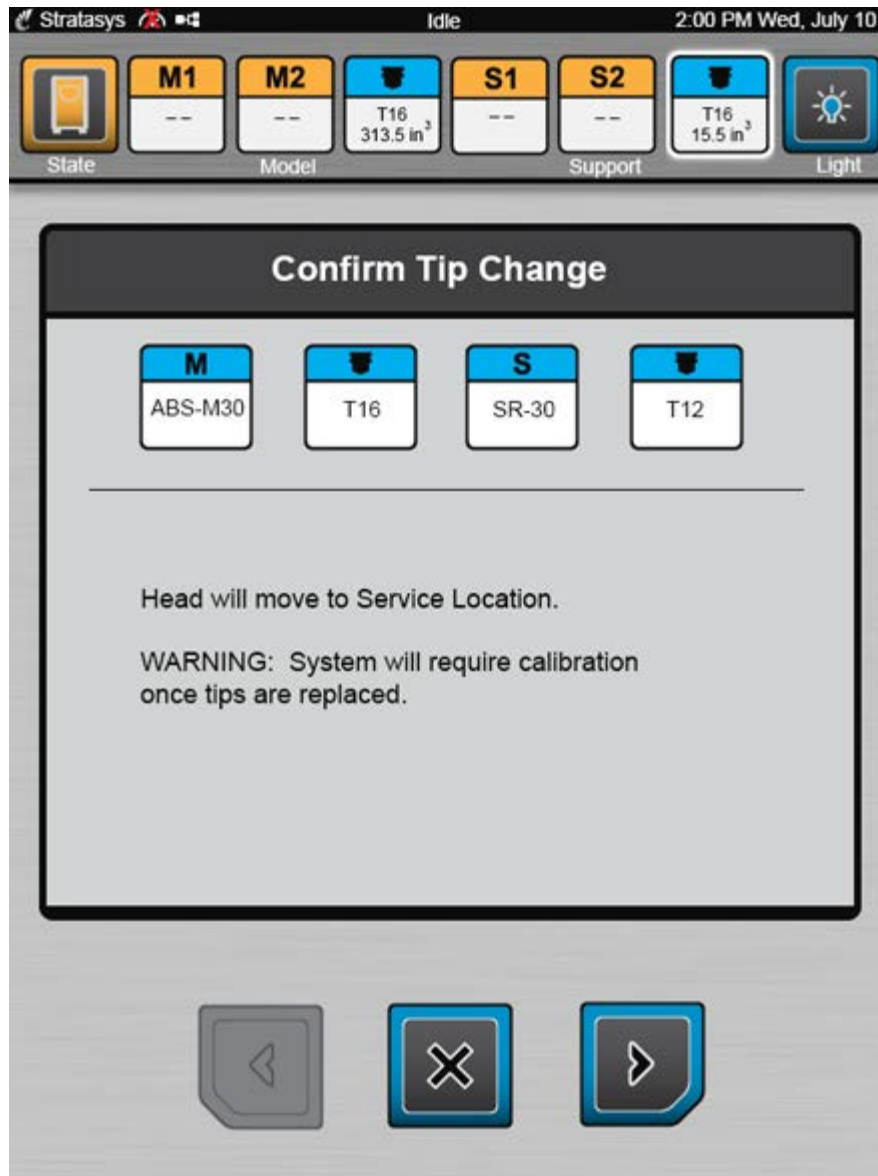 Stratasys Idle 2:00 PM Wed, July 10
M1 M2 S1 S2
-- -- T16 -- -- T16
313.5 in³ 15.5 in³
State Model Support Light
Confirm Tip Change
M S
ABS-M30 T16 SR-30 T12
Head will move to Service Location.
WARNING: System will require calibration
once tips are replaced.